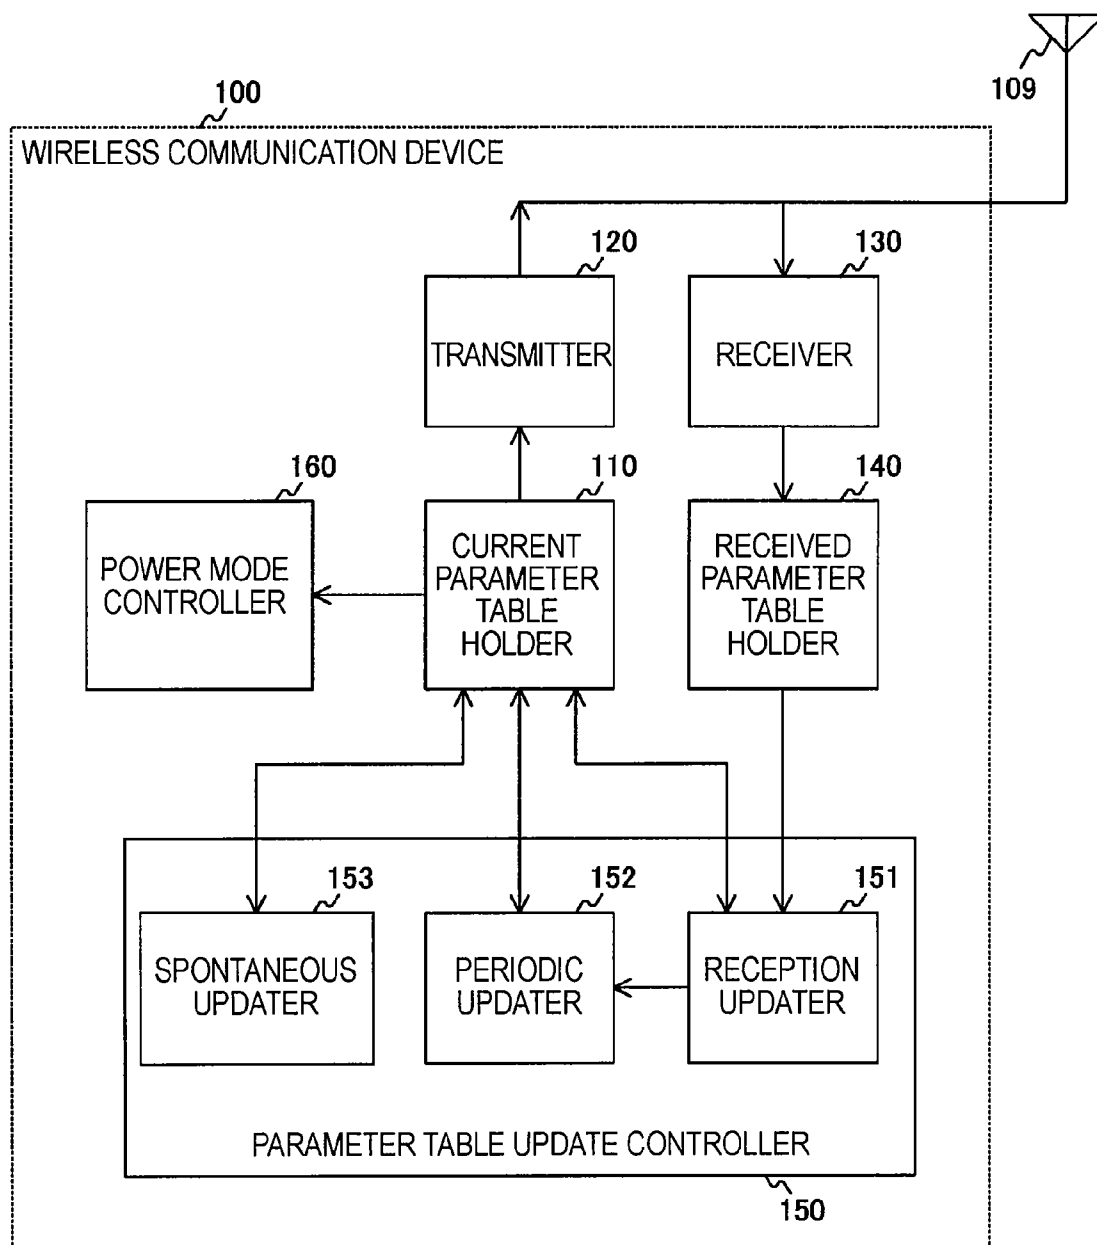 109
100
WIRELESS COMMUNICATION DEVICE
120
130
TRANSMITTER
RECEIVER
160
110
140
POWER MODE
CONTROLLER
CURRENT
PARAMETER
TABLE
HOLDER
RECEIVED
PARAMETER
TABLE
HOLDER
153
152
151
SPONTANEOUS
UPDATER
PERIODIC
UPDATER
RECEPTION
UPDATER
PARAMETER TABLE UPDATE CONTROLLER
150